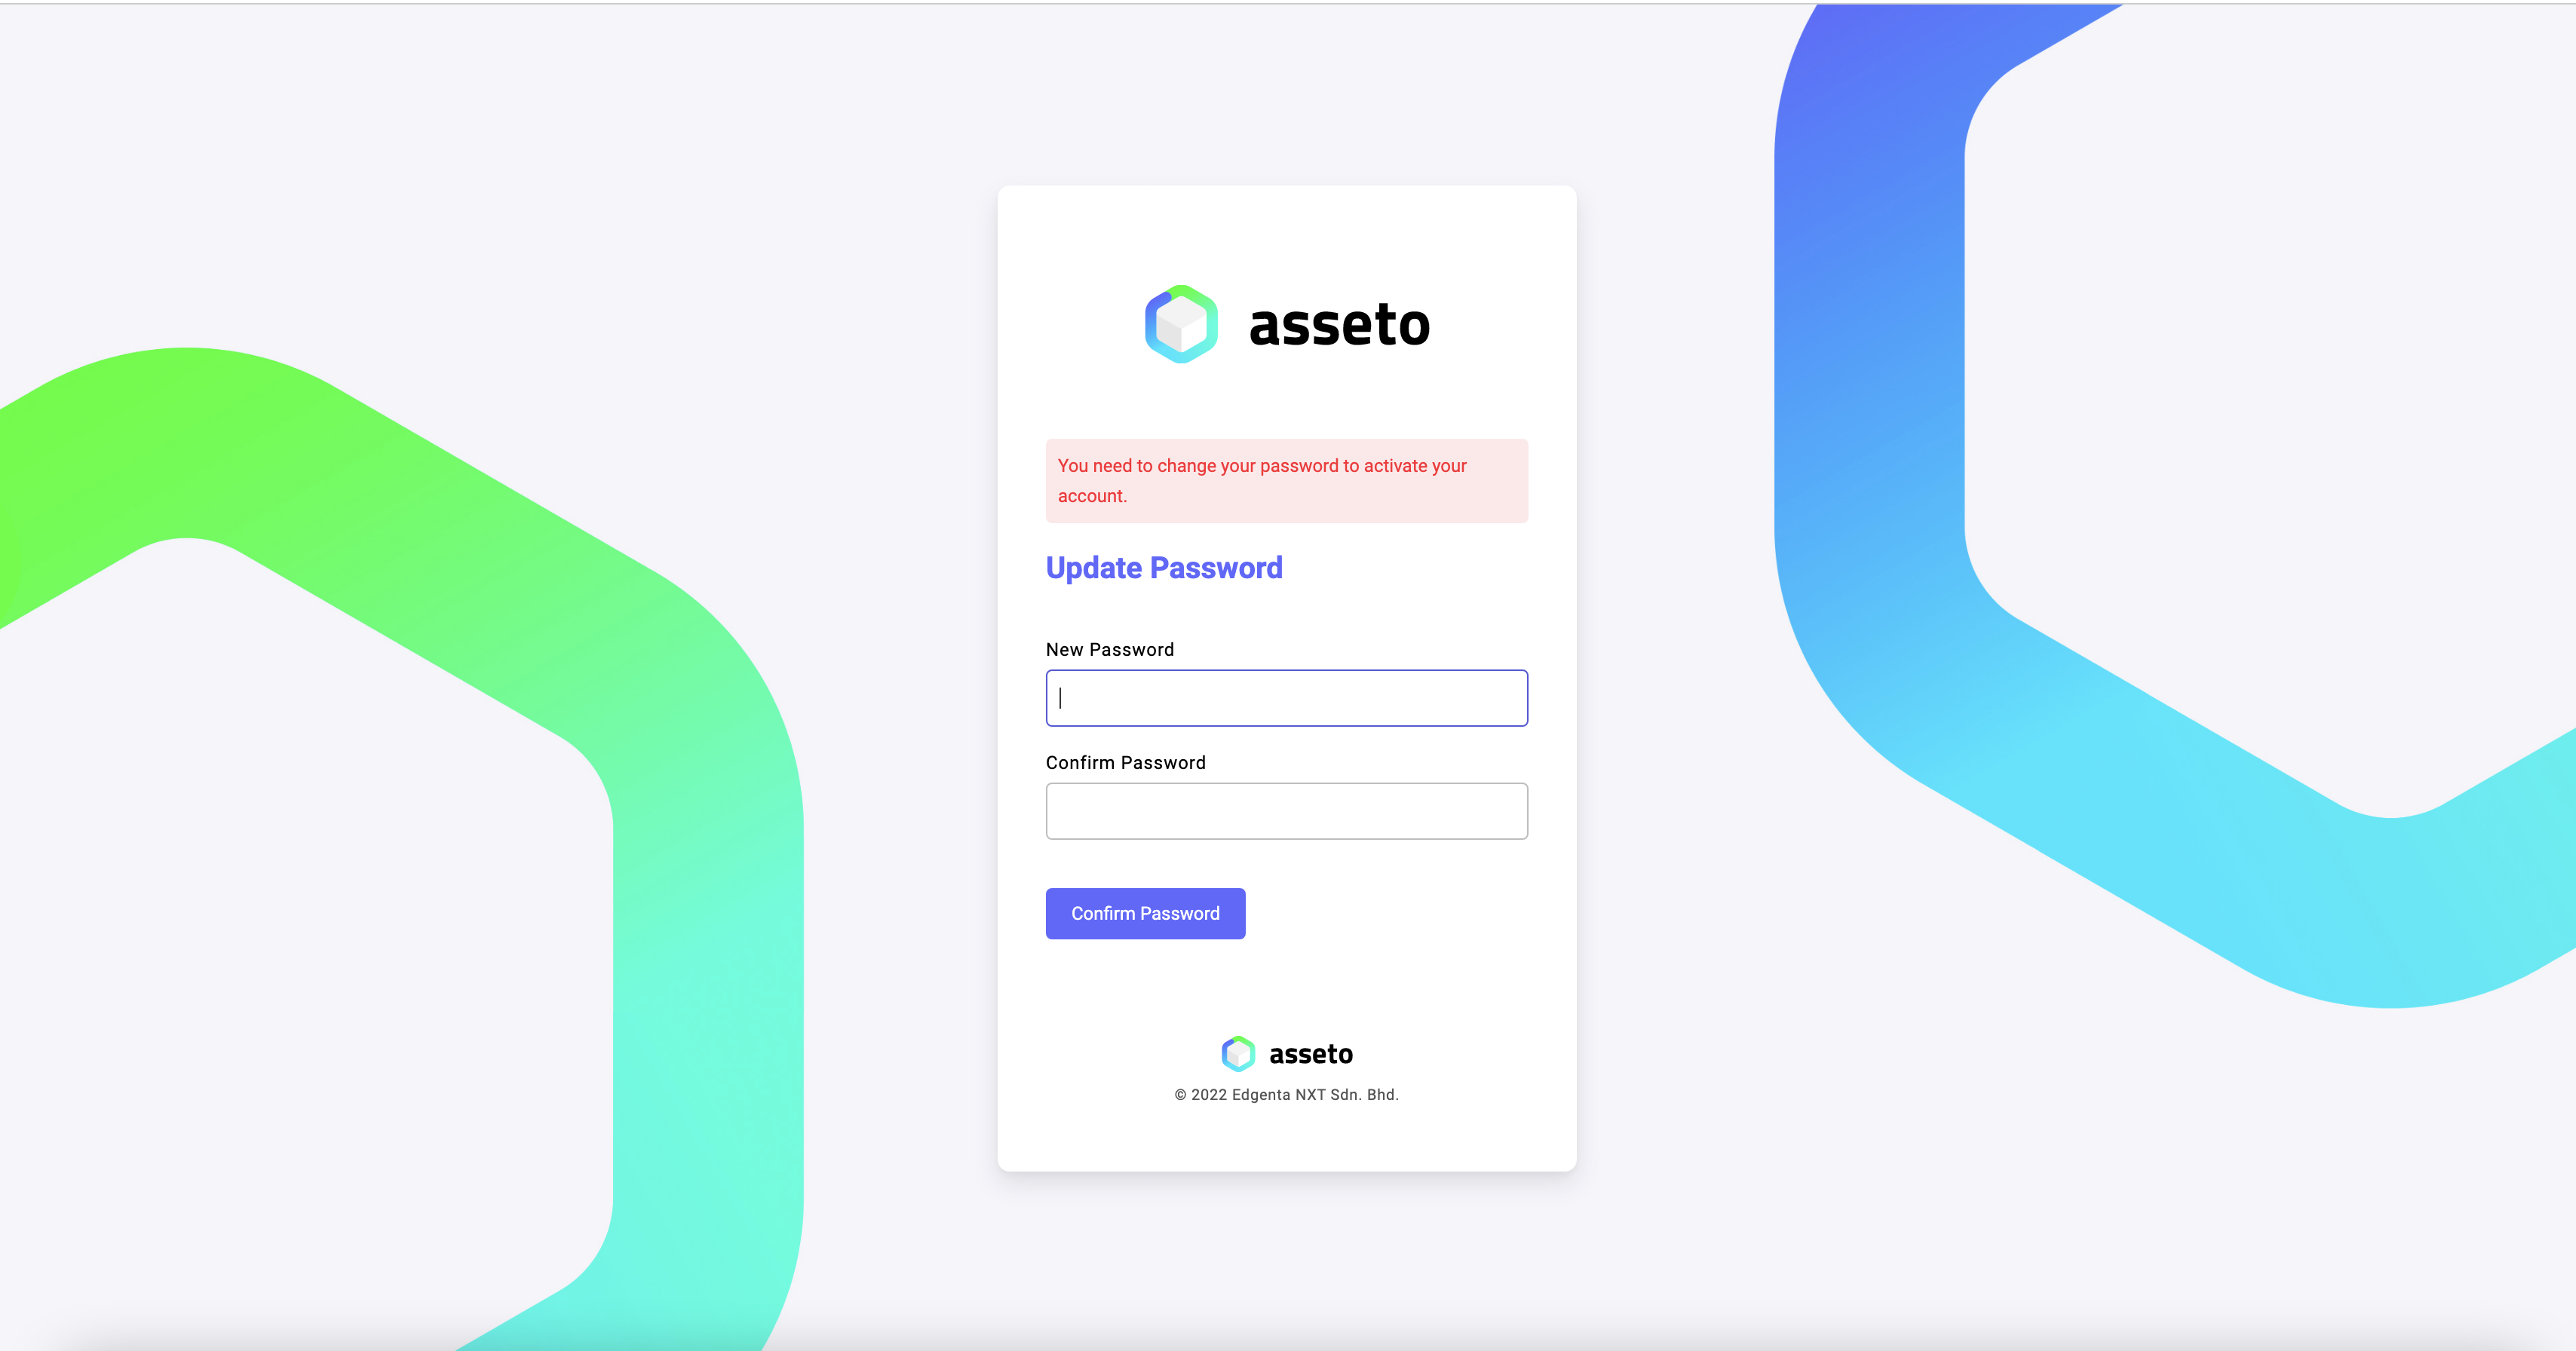 asseto
You need to change your password to activate your
account.
Update Password
New Password
Confirm Password
Confirm Password
asseto
© 2022 Edgenta NXT Sdn. Bhd.